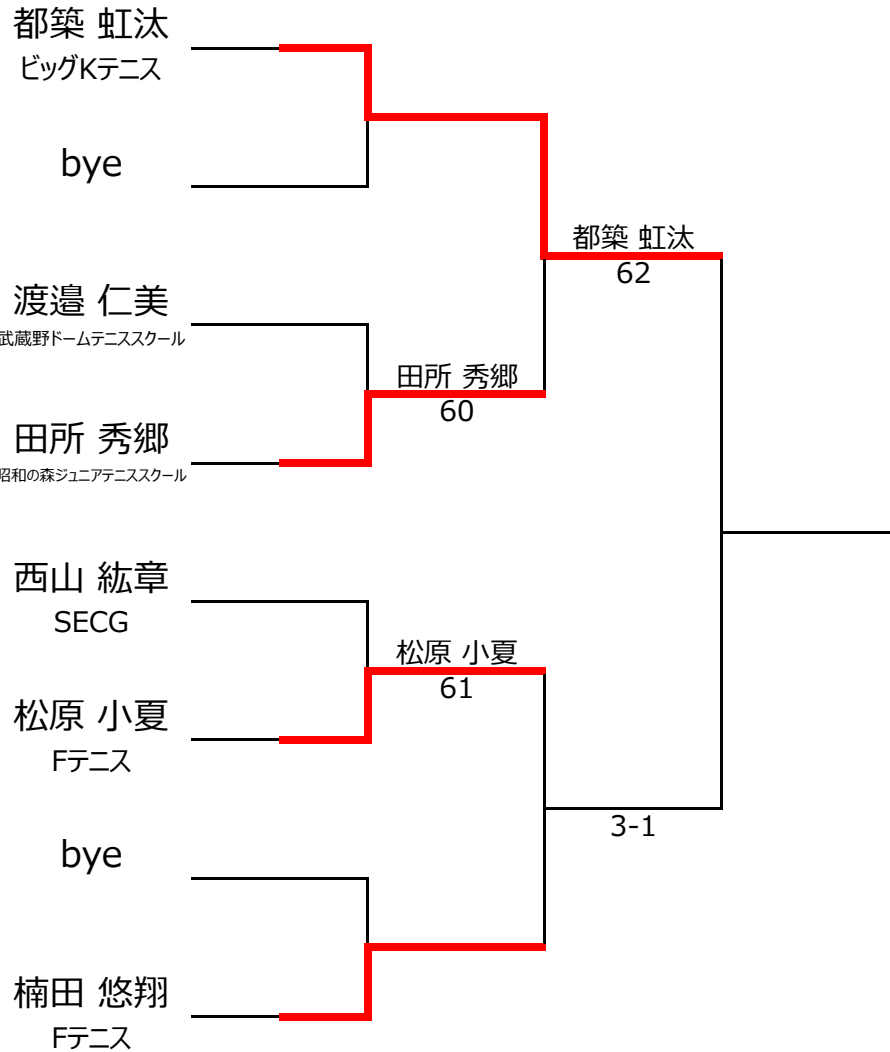 都築 虹汰
ビッグKテニス
bye
都築 虹汰
62
渡邉 仁美
武蔵野ドームテニススクール
田所 秀郷
60
田所 秀郷
昭和の森ジュニアテニススクール
西山 紘章
SECG
松原 小夏
61
松原 小夏
Fテニス
3-1
bye
楠田 悠翔
Fテニス